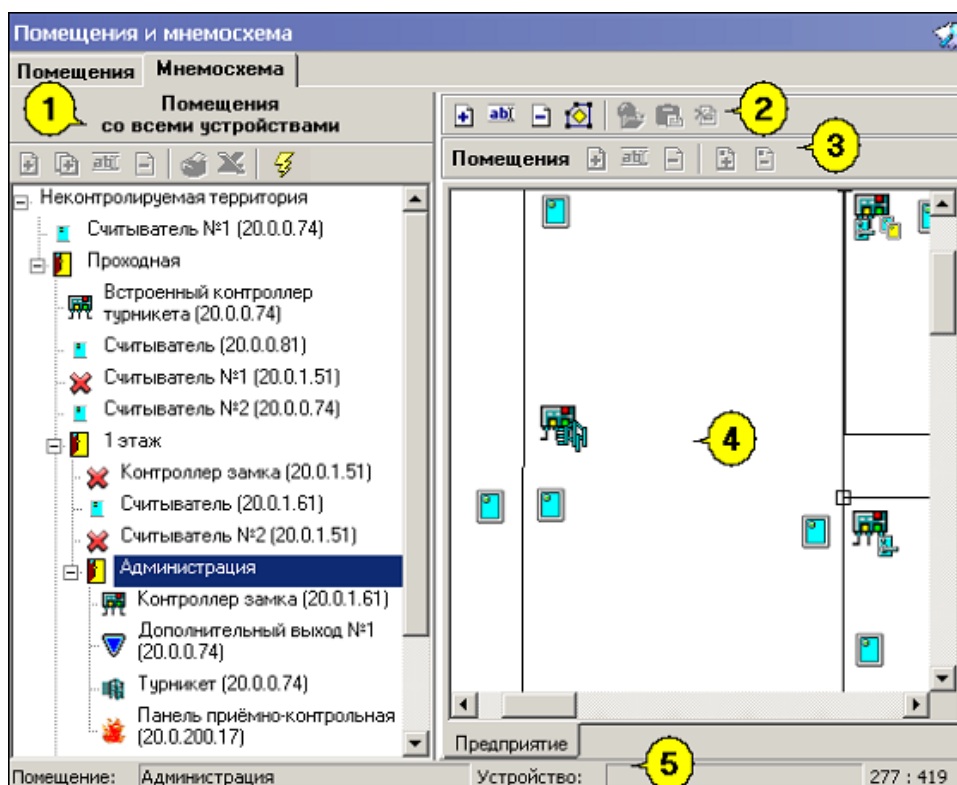 Помещения и мнемосхема
Помещения Мнемосхема
1
Помещения
со всеми устройствами
abI
2
Помещения
abI
3
abI
Неконтролируемая территория
Считыватель №1 (20.0.0.74)
Проходная
Встроенный контроллер
турникета (20.0.0.74)
Считыватель (20.0.0.81)
Считыватель №1 (20.0.1.51)
Считыватель №2 (20.0.0.74)
1 этаж
Контроллер замка (20.0.1.51)
Считыватель (20.0.1.61)
Считыватель №2 (20.0.1.51)
Администрация
Контроллер замка (20.0.1.61)
Дополнительный выход №1
(20.0.0.74)
Турникет (20.0.0.74)
Панель приёмно-контрольная
(20.0.200.17)
4
Предприятие
5
Помещение: Администрация Устройство: 277 : 419